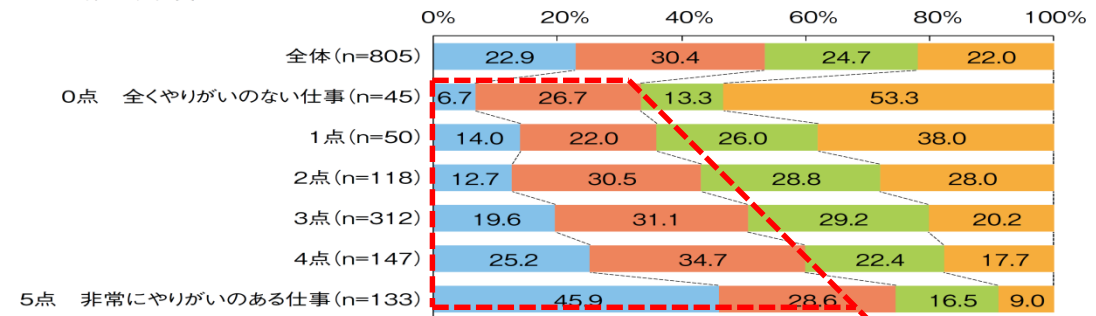 0% 20% 40% 60% 80% 100%
全体(n=805) 22.9 30.4 24.7 22.0
0点 全くやりがいのない仕事(n=45) 6.7 26.7 13.3 53.3
1点(n=50) 14.0 22.0 26.0 38.0
2点(n=118) 12.7 30.5 28.8 28.0
3点(n=312) 19.6 31.1 29.2 20.2
4点(n=147) 25.2 34.7 22.4 17.7
5点 非常にやりがいのある仕事(n=133) 45.9 28.6 16.5 9.0